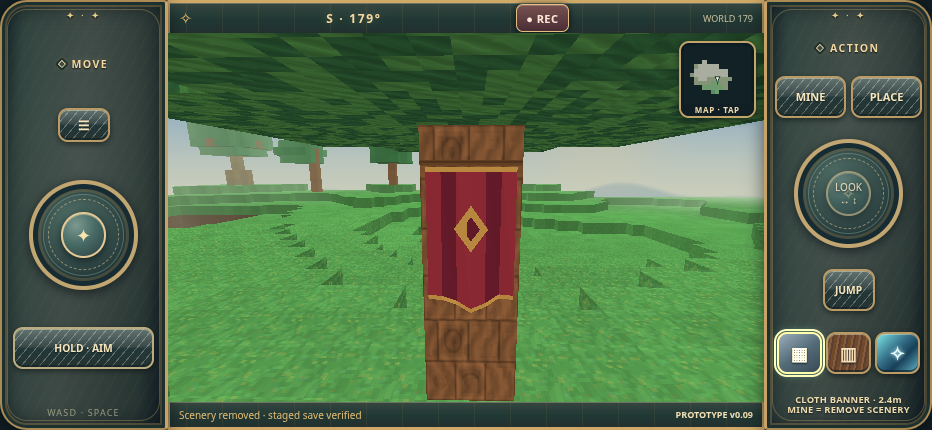 MOVE
HOLD · AIM
WASD · SPACE
S · 179°
● REC
WORLD 179
MAP · TAP
Scenery removed · staged save verified
PROTOTYPE v0.09
ACTION
MINE
PLACE
LOOK
JUMP
CLOTH BANNER · 2.4m
MINE = REMOVE SCENERY